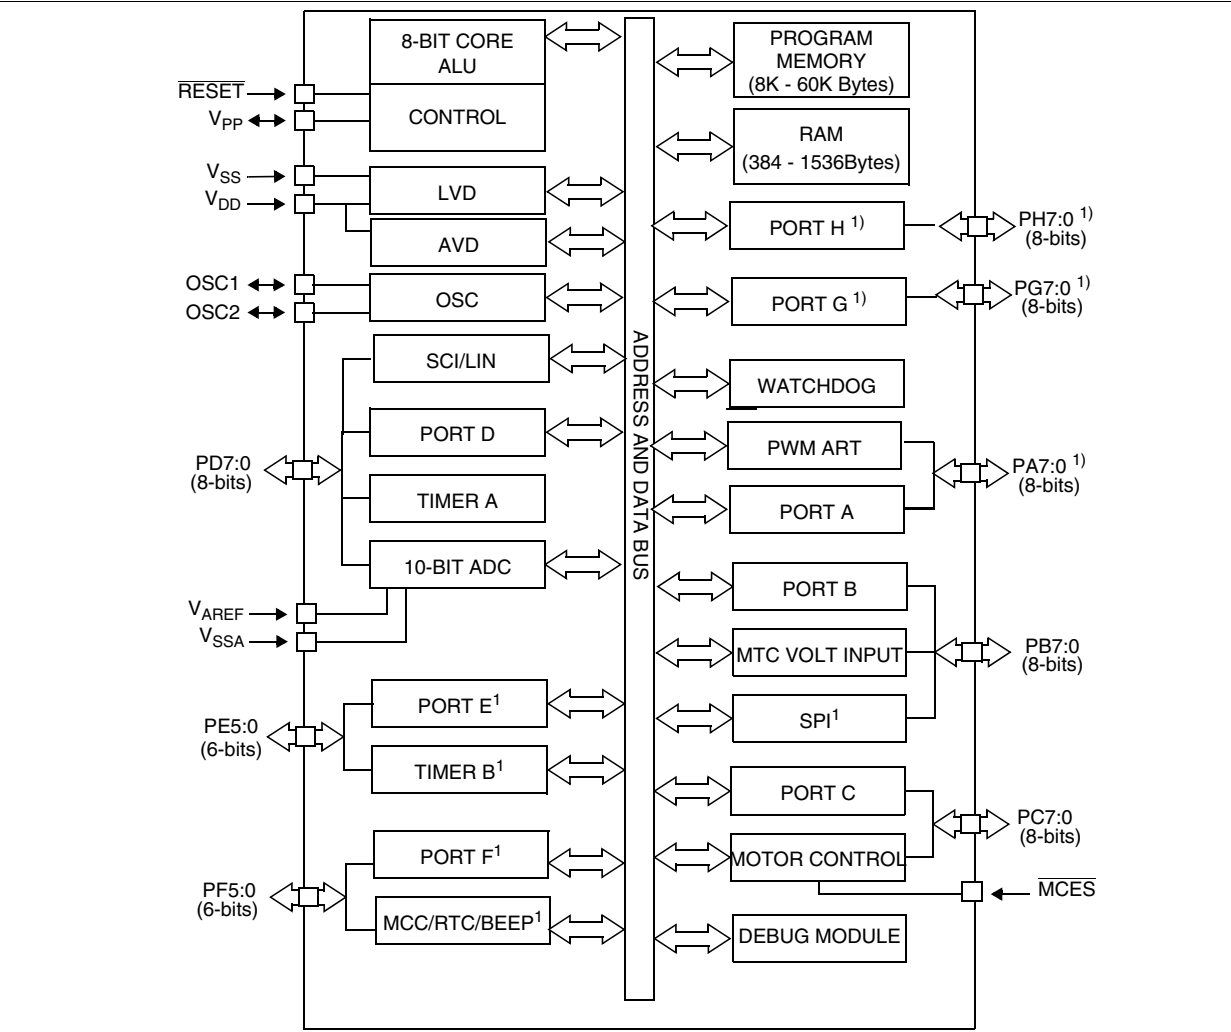 8-BIT CORE
ALU
CONTROL
RESET
VPP
VSS
VDD
LVD
AVD
OSC1
OSC2
OSC
SCI/LIN
PORT D
TIMER A
10-BIT ADC
PD7:0
(8-bits)
VAREF
VSSA
PORT E1
TIMER B1
PE5:0
(6-bits)
PORT F1
MCC/RTC/BEEP1
PF5:0
(6-bits)
ADDRESS AND DATA BUS
PROGRAM
MEMORY
(8K - 60K Bytes)
RAM
(384 - 1536Bytes)
PORT H 1)
PH7:0 1)
(8-bits)
PORT G 1)
PG7:0 1)
(8-bits)
WATCHDOG
PWM ART
PORT A
PA7:0 1)
(8-bits)
PORT B
MTC VOLT INPUT
SPI1
PB7:0
(8-bits)
PORT C
MOTOR CONTROL
PC7:0
(8-bits)
MCES
DEBUG MODULE